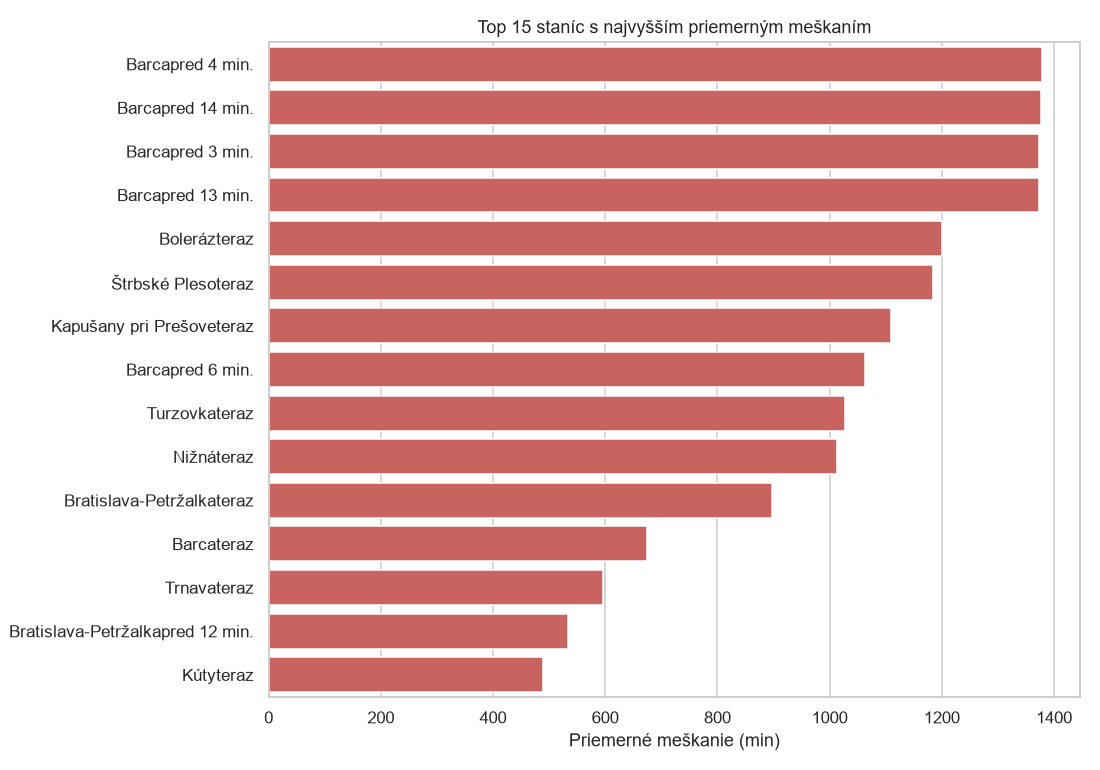 Top 15 staníc s najvyšším priemerným meškaním
Barcapred 4 min.
Barcapred 14 min.
Barcapred 3 min.
Barcapred 13 min.
Bolerázteraz
Štrbské Plesoteraz
Kapušany pri Prešoveteraz
Barcapred 6 min.
Turzovkateraz
Nižnáteraz
Bratislava-Petržalkateraz
Barcateraz
Trnavateraz
Bratislava-Petržalkapred 12 min.
Kútyteraz
0 200 400 600 800 1000 1200 1400
Priemerné meškanie (min)